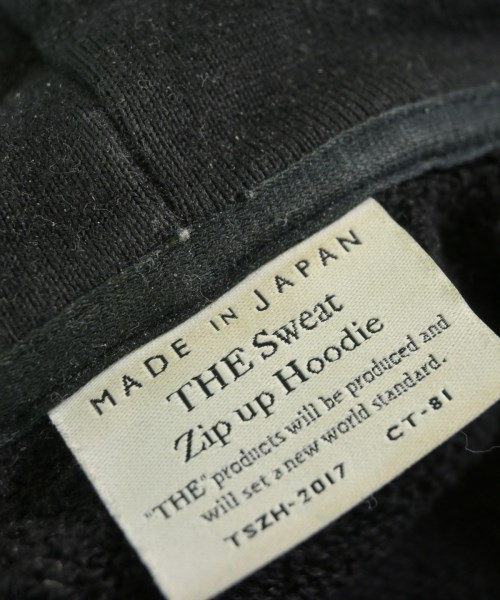 MADE IN JAPAN
THE Sweat
Zip up Hoodie
"THE" products will be produced and
will set a new world standard.
TSZH-2017 CT-81